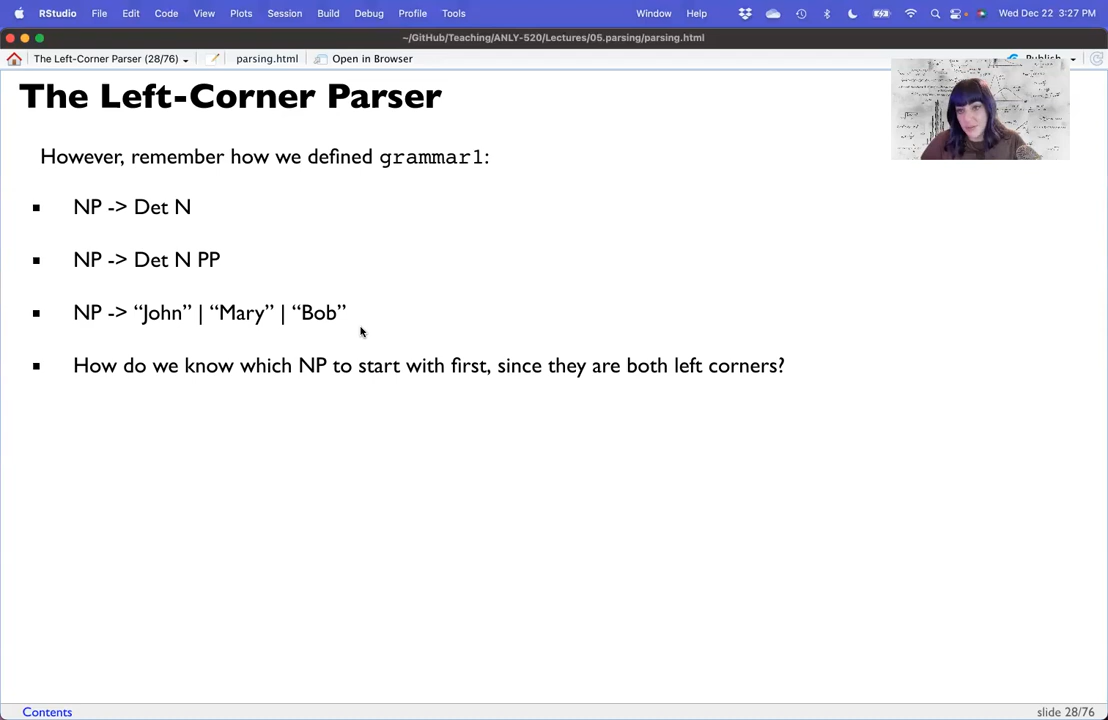 RStudio File Edit Code View Plots Session Build Debug Profile Tools Window Help Wed Dec 22 3:27 PM
~/GitHub/Teaching/ANLY-520/Lectures/05.parsing/parsing.html
The Left-Corner Parser (28/76) parsing.html Open in Browser Publish
The Left-Corner Parser
However, remember how we defined grammar1:
NP -> Det N
NP -> Det N PP
NP -> “John” | “Mary” | “Bob”
How do we know which NP to start with first, since they are both left corners?
Contents slide 28/76